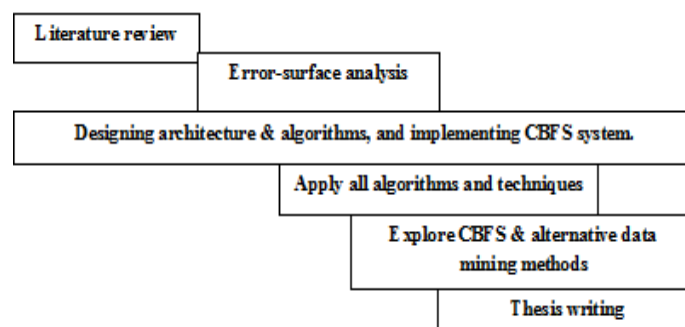 Literature review
Error-surface analysis
Designing architecture & algorithms, and implementing CBFS system.
Apply all algorithms and techniques
Explore CBFS & alternative data
mining methods
Thesis writing